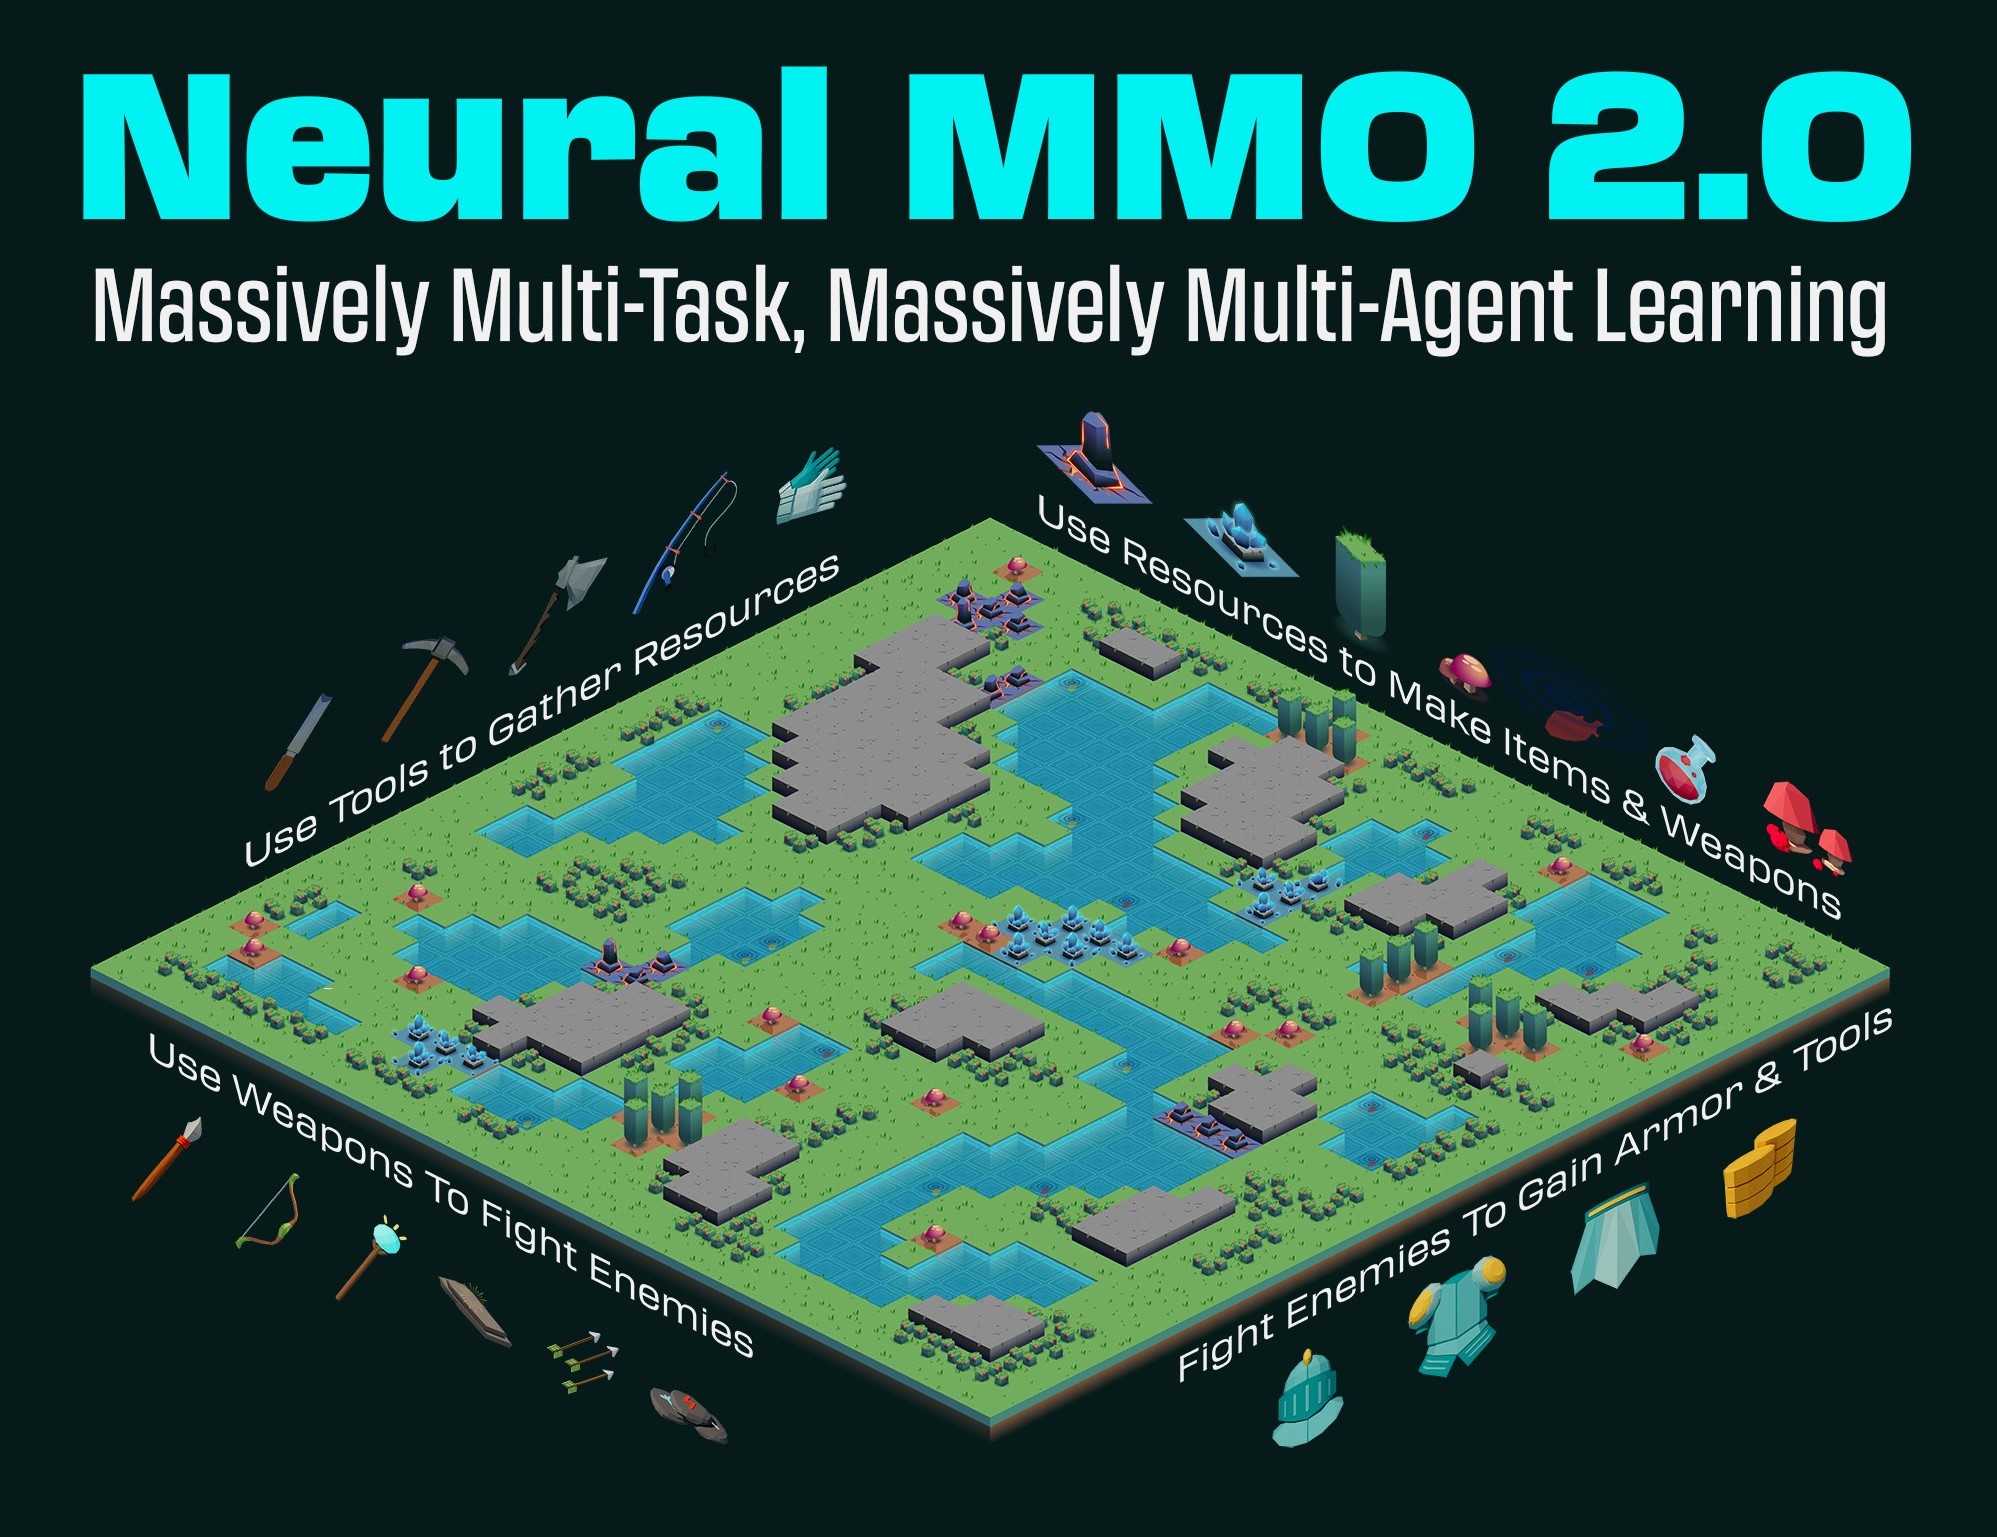 Neural MMO 2.0
Massively Multi-Task, Massively Multi-Agent Learning
Use Tools to Gather Resources
Use Resources to Make Items & Weapons
Use Weapons To Fight Enemies
Fight Enemies To Gain Armor & Tools